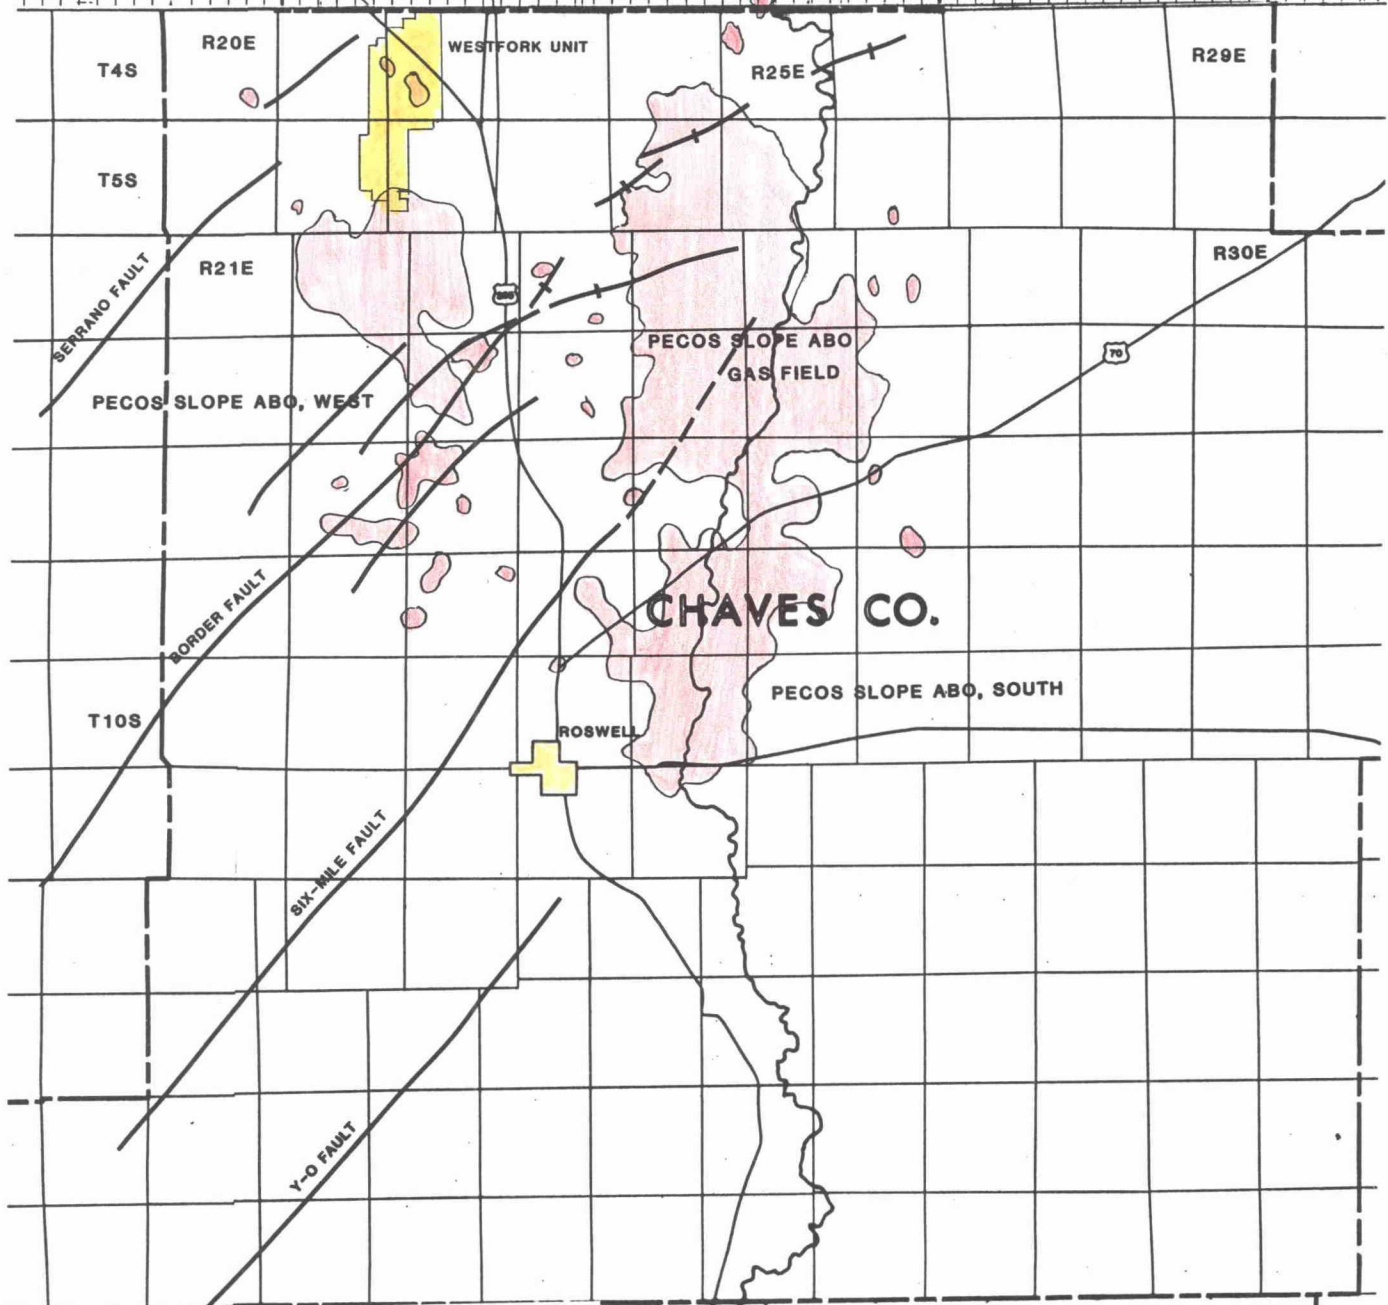 R20E
WESTFORK UNIT
R29E
T4S
R25E
T5S
R21E
R30E
SERRANO FAULT
PECOS SLOPE ABO
GAS FIELD
70
PECOS SLOPE ABO, WEST
BORDER FAULT
CHAVES CO.
PECOS SLOPE ABO, SOUTH
T10S
ROSWELL
SIX-MILE FAULT
Y-O FAULT